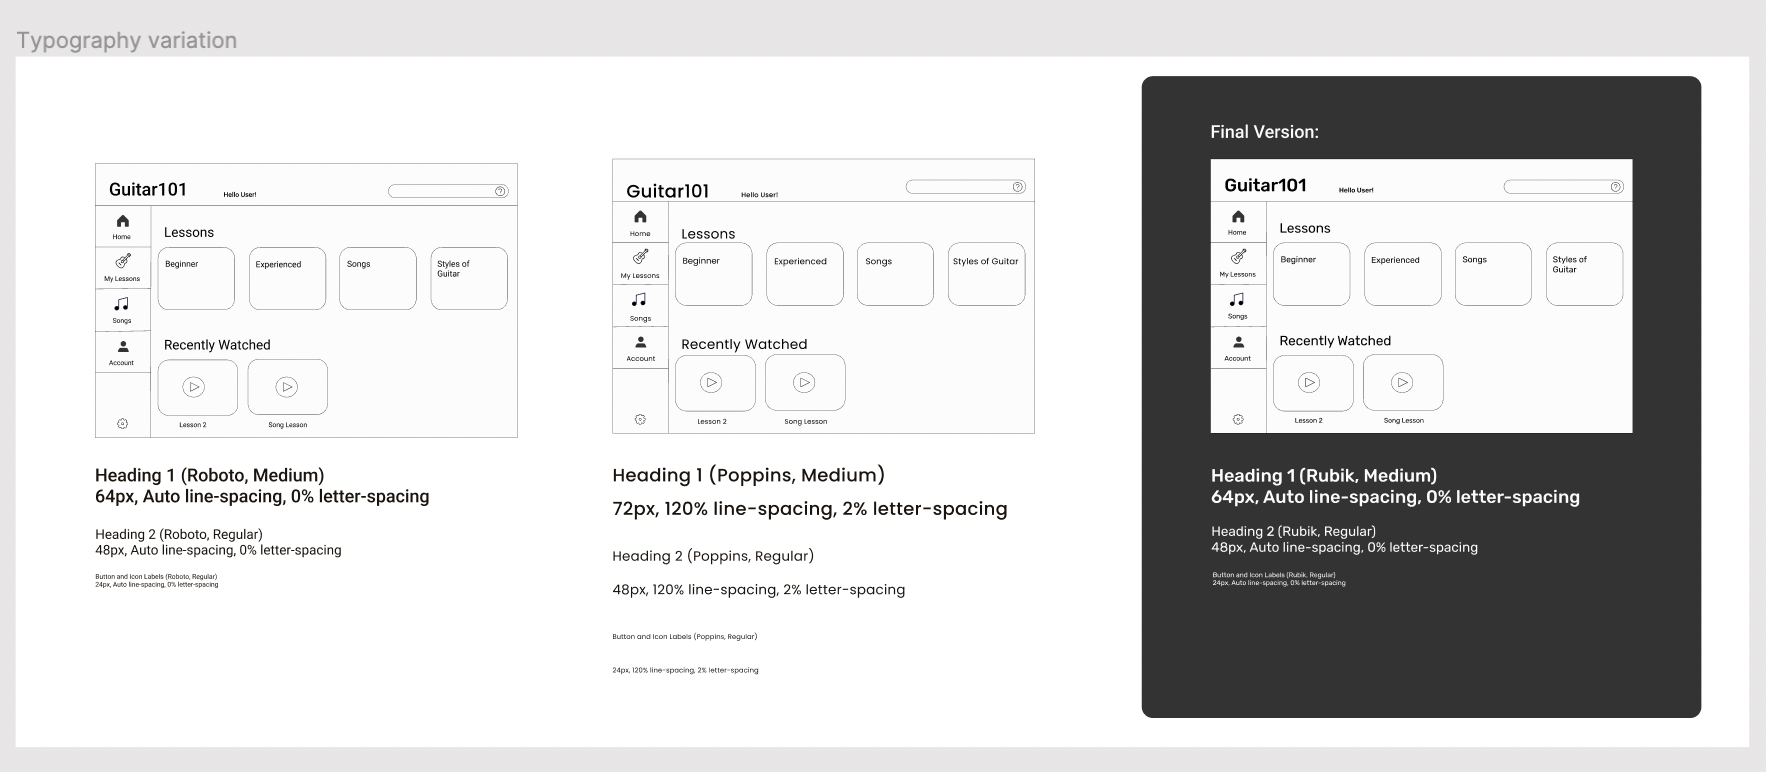 Typography variation
Guitar101
Hello User!
Home
My Lessons
Songs
Account
Lessons
Beginner
Experienced
Songs
Styles of
Guitar
Recently Watched
Lesson 2
Song Lesson
Heading 1 (Roboto, Medium)
64px, Auto line-spacing, 0% letter-spacing
Heading 2 (Roboto, Regular)
48px, Auto line-spacing, 0% letter-spacing
Button and Icon Labels (Roboto, Regular)
24px, Auto line-spacing, 0% letter-spacing
Guitar101
Hello User!
Home
My Lessons
Songs
Account
Lessons
Beginner
Experienced
Songs
Styles of Guitar
Recently Watched
Lesson 2
Song Lesson
Heading 1 (Poppins, Medium)
72px, 120% line-spacing, 2% letter-spacing
Heading 2 (Poppins, Regular)
48px, 120% line-spacing, 2% letter-spacing
Button and Icon Labels (Poppins, Regular)
24px, 120% line-spacing, 2% letter-spacing
Final Version:
Guitar101
Hello User!
Home
My Lessons
Songs
Account
Lessons
Beginner
Experienced
Songs
Styles of
Guitar
Recently Watched
Lesson 2
Song Lesson
Heading 1 (Rubik, Medium)
64px, Auto line-spacing, 0% letter-spacing
Heading 2 (Rubik, Regular)
48px, Auto line-spacing, 0% letter-spacing
Button and Icon Labels (Rubik, Regular)
24px, Auto line-spacing, 0% letter-spacing